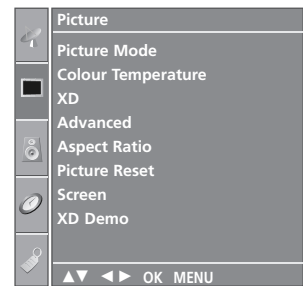 Picture
Picture Mode
Colour Temperature
XD
Advanced
Aspect Ratio
Picture Reset
Screen
XD Demo
▲▼ ◄► OK MENU